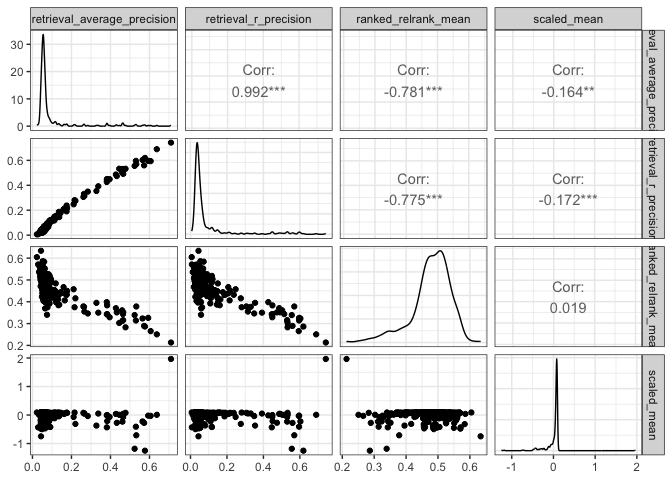 retrieval_average_precision retrieval_r_precision ranked_relrank_mean scaled_mean
30
20
10
0
Corr:
0.992***
Corr:
-0.781***
Corr:
-0.164**
eval_average_preci
0.6
0.4
0.2
0.0
Corr:
-0.775***
Corr:
-0.172***
retrieval_r_precision
0.6
0.5
0.4
0.3
0.2
Corr:
0.019
anked_relrank_mea
2
1
0
-1
scaled_mean
0.0 0.2 0.4 0.6 0.0 0.2 0.4 0.6 0.2 0.3 0.4 0.5 0.6 -1 0 1 2